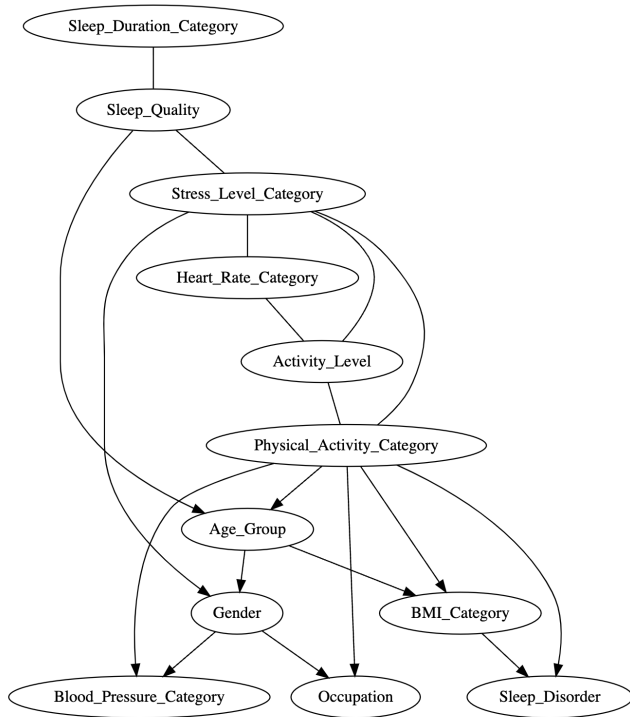 Sleep_Duration_Category
Sleep_Quality
Stress_Level_Category
Heart_Rate_Category
Activity_Level
Physical_Activity_Category
Age_Group
Gender
BMI_Category
Blood_Pressure_Category
Occupation
Sleep_Disorder